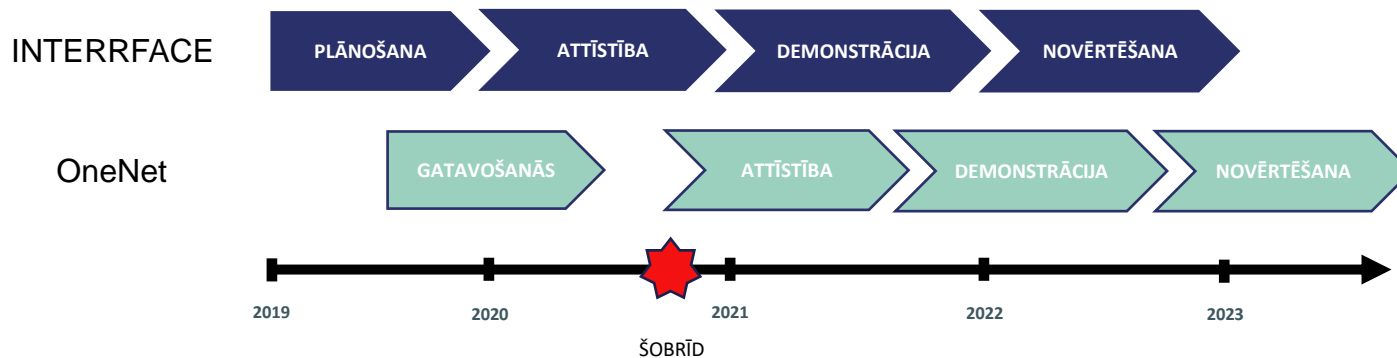 INTERRFACE
PLĀNOŠANA
ATTĪSTĪBA
DEMONSTRĀCIJA
NOVĒRTĒŠANA
OneNet
GATAVOŠANĀS
ATTĪSTĪBA
DEMONSTRĀCIJA
NOVĒRTĒŠANA
2019
2020
2021
2022
2023
ŠOBRĪD